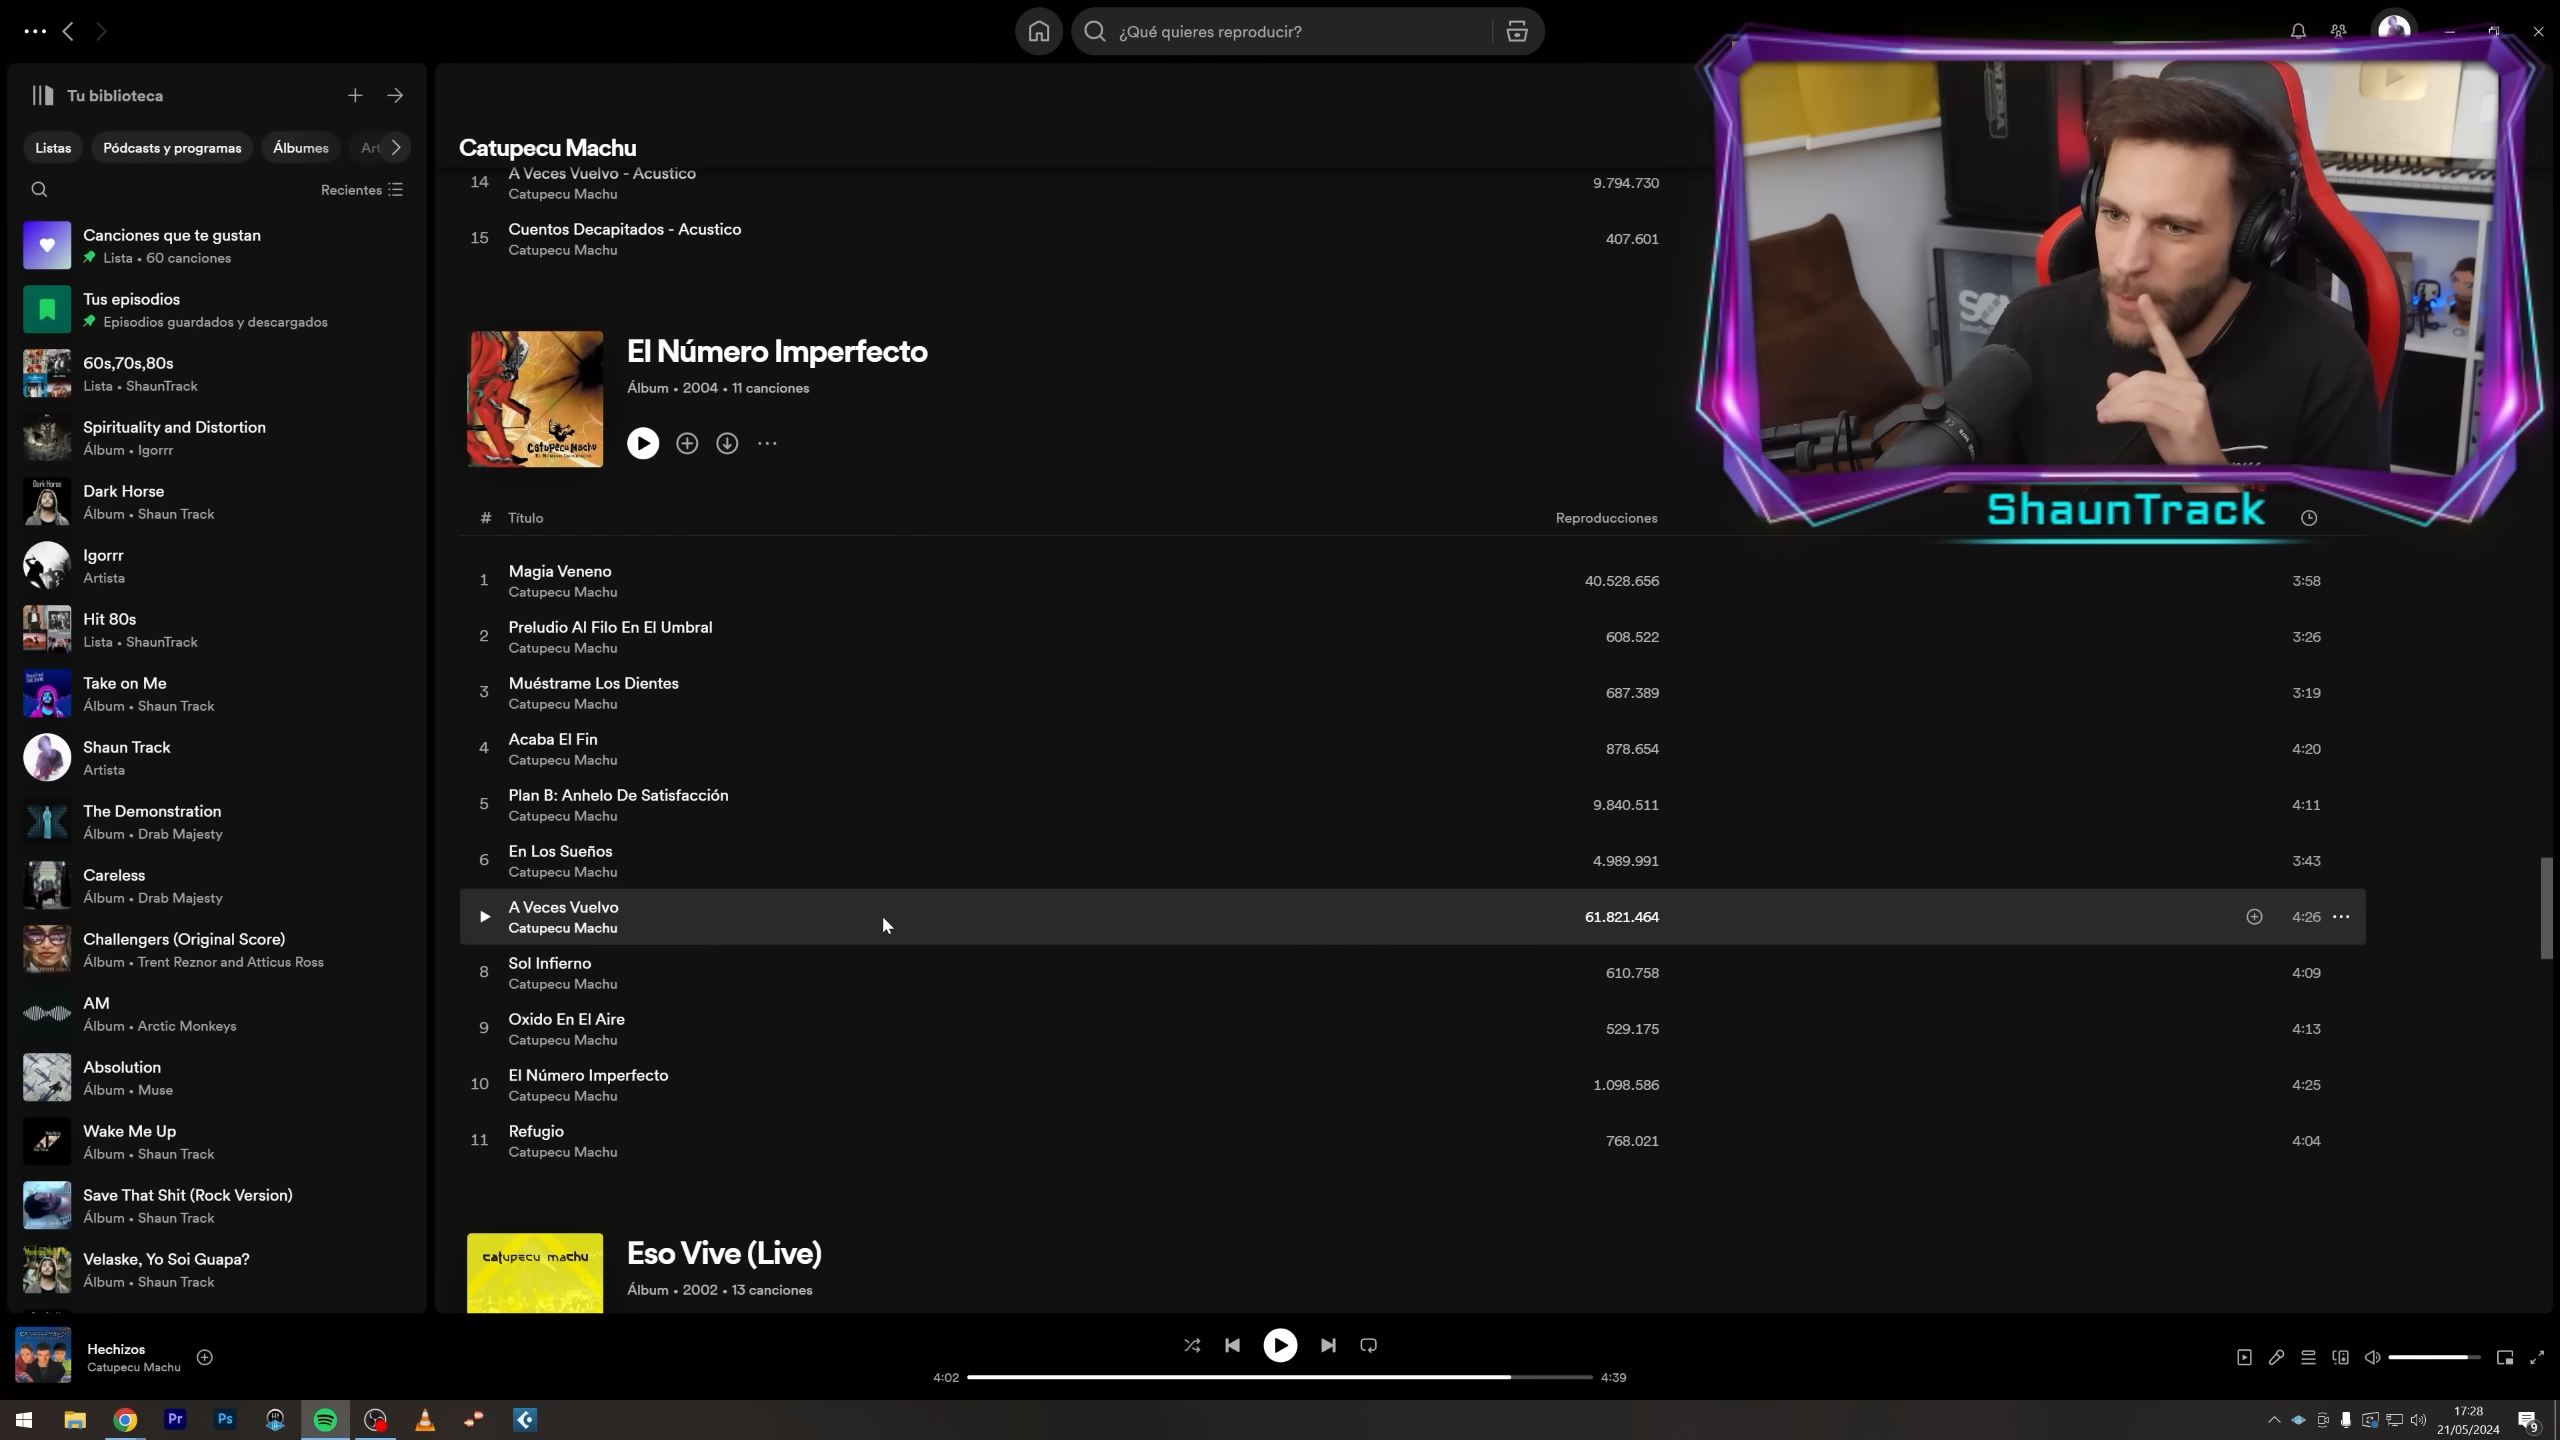 ¿Qué quieres reproducir?
Tu biblioteca
Listas
Pódcasts y programas
Álbumes
Art
Recientes
Canciones que te gustan
Lista • 60 canciones
Tus episodios
Episodios guardados y descargados
60s,70s,80s
Lista • ShaunTrack
Spirituality and Distortion
Álbum • Igorrr
Dark Horse
Álbum • Shaun Track
Igorrr
Artista
Hit 80s
Lista • ShaunTrack
Take on Me
Álbum • Shaun Track
Shaun Track
Artista
The Demonstration
Álbum • Drab Majesty
Careless
Álbum • Drab Majesty
Challengers (Original Score)
Álbum • Trent Reznor and Atticus Ross
AM
Álbum • Arctic Monkeys
Absolution
Álbum • Muse
Wake Me Up
Álbum • Shaun Track
Save That Shit (Rock Version)
Álbum • Shaun Track
Velaske, Yo Soi Guapa?
Álbum • Shaun Track
Catupecu Machu
14 A Veces Vuelvo - Acustico 9.794.730
Catupecu Machu
15 Cuentos Decapitados - Acustico 407.601
Catupecu Machu
El Número Imperfecto
Álbum • 2004 • 11 canciones
Catupecu Machu
El Número Imperfecto
ShaunTrack
# Título Reproducciones
1 Magia Veneno 40.528.656 3:58
Catupecu Machu
2 Preludio Al Filo En El Umbral 608.522 3:26
Catupecu Machu
3 Muéstrame Los Dientes 687.389 3:19
Catupecu Machu
4 Acaba El Fin 878.654 4:20
Catupecu Machu
5 Plan B: Anhelo De Satisfacción 9.840.511 4:11
Catupecu Machu
6 En Los Sueños 4.989.991 3:43
Catupecu Machu
A Veces Vuelvo 61.821.464 4:26
Catupecu Machu
8 Sol Infierno 610.758 4:09
Catupecu Machu
9 Oxido En El Aire 529.175 4:13
Catupecu Machu
10 El Número Imperfecto 1.098.586 4:25
Catupecu Machu
11 Refugio 768.021 4:04
Catupecu Machu
catupecu machu
Eso Vive (Live)
Álbum • 2002 • 13 canciones
Hechizos
Catupecu Machu
4:02
4:39
Pr
Ps
17:28
21/05/2024
9